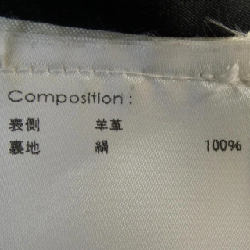 Composition :
表側 羊革
裏地 絹 100%